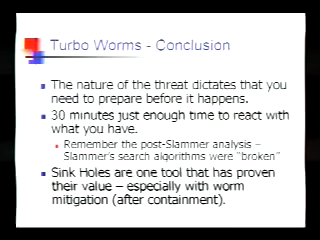 Turbo Worms - Conclusion
The nature of the threat dictates that you
need to prepare before it happens.
30 minutes just enough time to react with
what you have.
Remember the post-Slammer analysis –
Slammer's search algorithms were "broken"
Sink Holes are one tool that has proven
their value – especially with worm
mitigation (after containment).